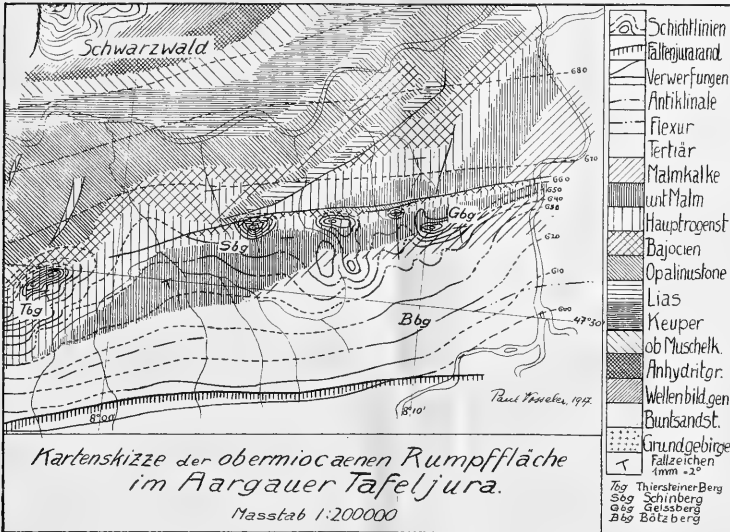 Schwarzwald
680
670
660
650
640
630
620
610
600
47°30'
Tbg
Sbg
Gbg
Bbg
8°00'
8°10'
Paul Vosseler, 1917.
Kartenskizze der obermiocaenen Rumpffläche
im Aargauer Tafeljura.
Masstab 1:200000
Schichtlinien
Faltenjurarand
Verwerfungen
Antiklinale
Flexur
Tertiär
Malmkalke
unt Malm
Hauptrogenst
Bajocien
Opalinustone
Lias
Keuper
ob Muschelk.
Anhydritgr.
Wellenbild.gen
Buntsandst.
Grundgebirge
Fallzeichen
1mm = 2°
Tbg Thiersteiner Berg
Sbg Schinberg
Gbg Geissberg
Bbg Bötzberg